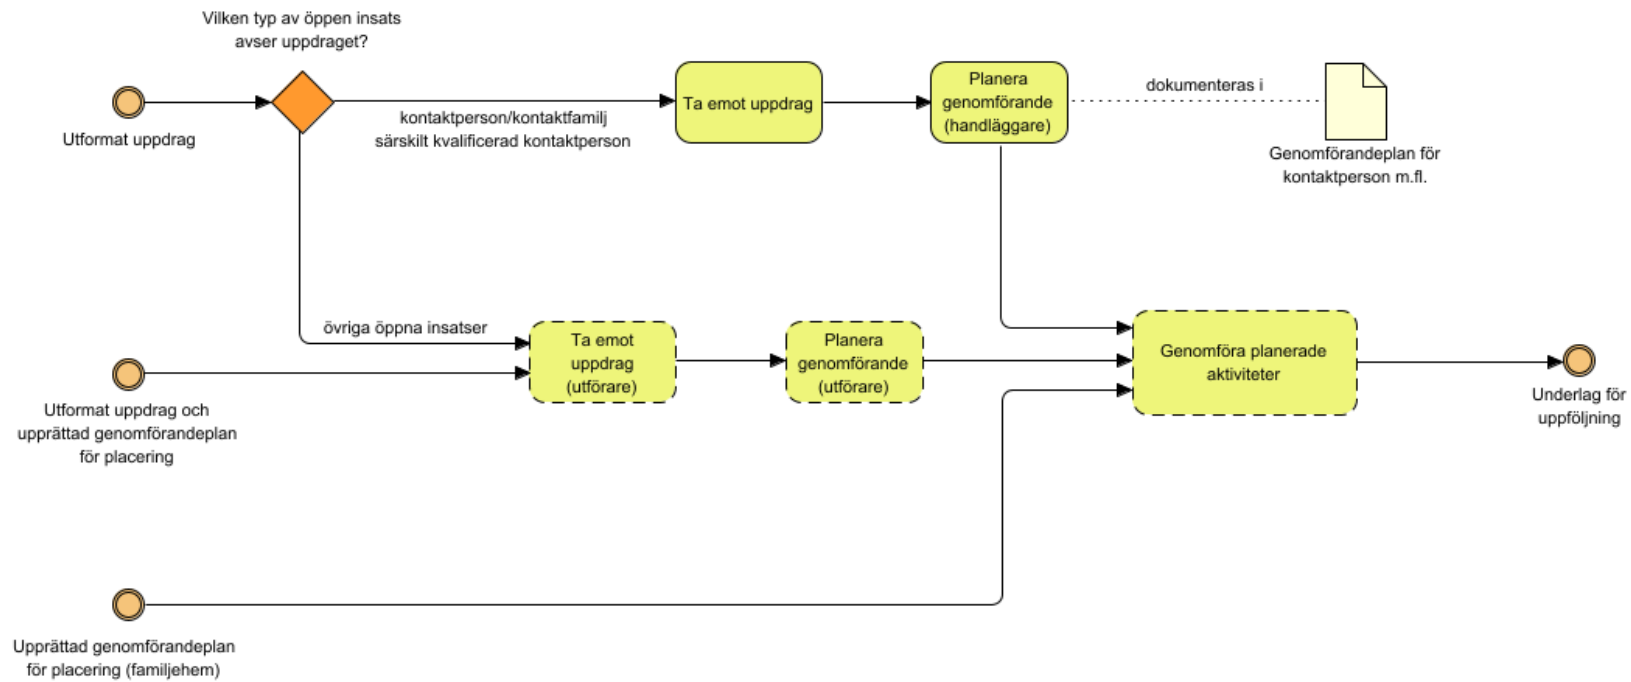 Vilken typ av öppen insats
avser uppdraget?
Utformat uppdrag
kontaktperson/kontaktfamilj
särskilt kvalificerad kontaktperson
Ta emot uppdrag
Planera
genomförande
(handläggare)
dokumenteras i
Genomförandeplan för
kontaktperson m.fl.
övriga öppna insatser
Utformat uppdrag och
upprättad genomförandeplan
för placering
Ta emot
uppdrag
(utförare)
Planera
genomförande
(utförare)
Genomföra planerade
aktiviteter
Underlag för
uppföljning
Upprättad genomförandeplan
för placering (familjehem)